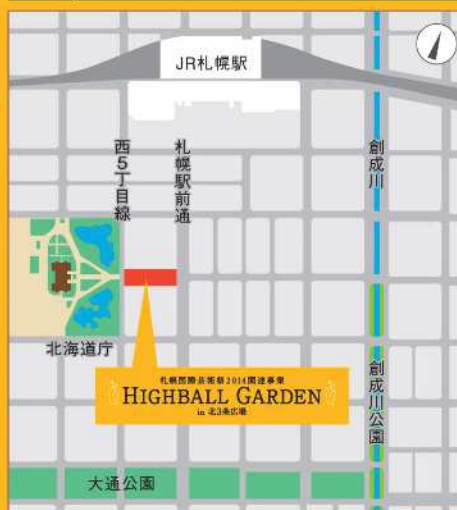 JR札幌駅
西5丁目線
札幌駅前通
創成川
北海道庁
札幌国際芸術祭2014関連事業
HIGHBALL GARDEN
in 北3条広場
創成川公園
大通公園